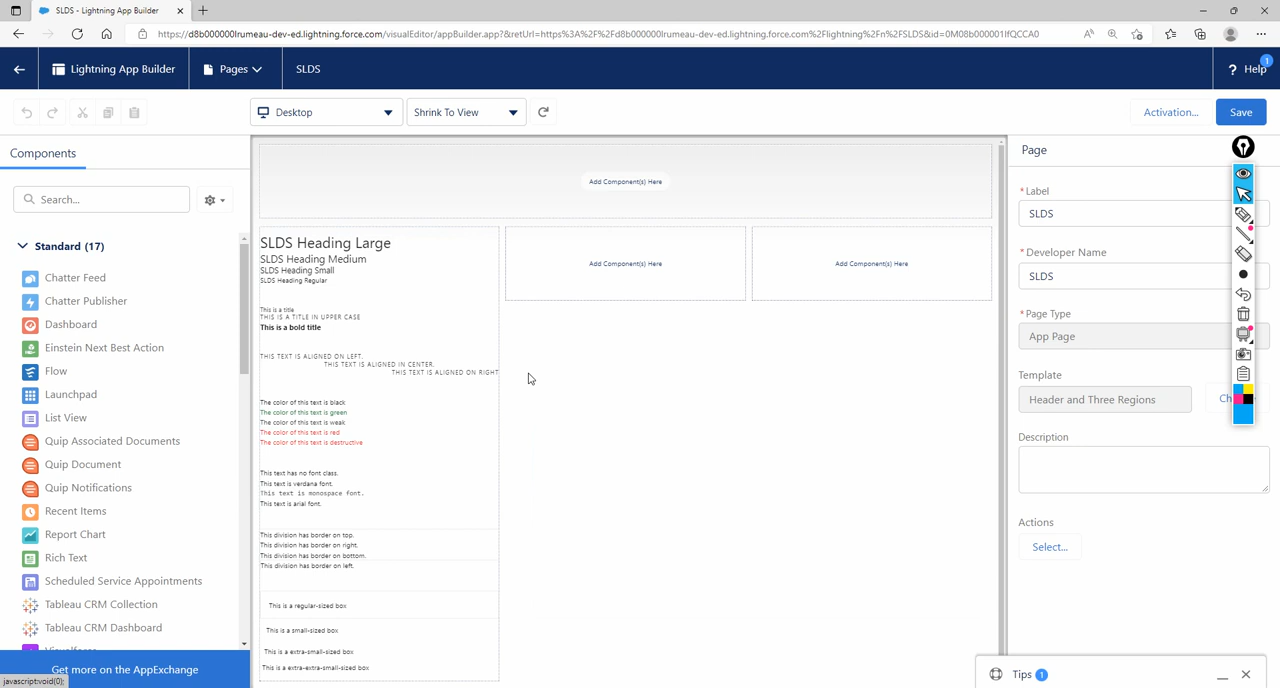 SLDS - Lightning App Builder
https://d8b000000lrumeau-dev-ed.lightning.force.com/visualEditor/appBuilder.app?&retUrl=https%3A%2F%2Fd8b000000lrumeau-dev-ed.lightning.force.com%2Flightning%2Fn%2FSLDS&id=0M08b000001lfQCCA0
Lightning App Builder
Pages
SLDS
? Help
1
Desktop
Shrink To View
Activation...
Save
Components
Search...
Standard (17)
Chatter Feed
Chatter Publisher
Dashboard
Einstein Next Best Action
Flow
Launchpad
List View
Quip Associated Documents
Quip Document
Quip Notifications
Recent Items
Report Chart
Rich Text
Scheduled Service Appointments
Tableau CRM Collection
Tableau CRM Dashboard
Get more on the AppExchange
javascript:void(0);
Add Component(s) Here
SLDS Heading Large
SLDS Heading Medium
SLDS Heading Small
SLDS Heading Regular
This is a title
THIS IS A TITLE IN UPPER CASE
This is a bold title
THIS TEXT IS ALIGNED ON LEFT.
THIS TEXT IS ALIGNED IN CENTER.
THIS TEXT IS ALIGNED ON RIGHT
The color of this text is black
The color of this text is green
The color of this text is weak
The color of this text is red
The color of this text is destructive
This text has no font class.
This text is verdana font.
This text is monospace font.
This text is arial font.
This division has border on top.
This division has border on right.
This division has border on bottom.
This division has border on left.
This is a regular-sized box
This is a small-sized box
This is a extra-small-sized box
This is a extra-extra-small-sized box
Add Component(s) Here
Add Component(s) Here
Page
*Label
SLDS
*Developer Name
SLDS
*Page Type
App Page
Template
Header and Three Regions
Description
Actions
Select...
Tips 1